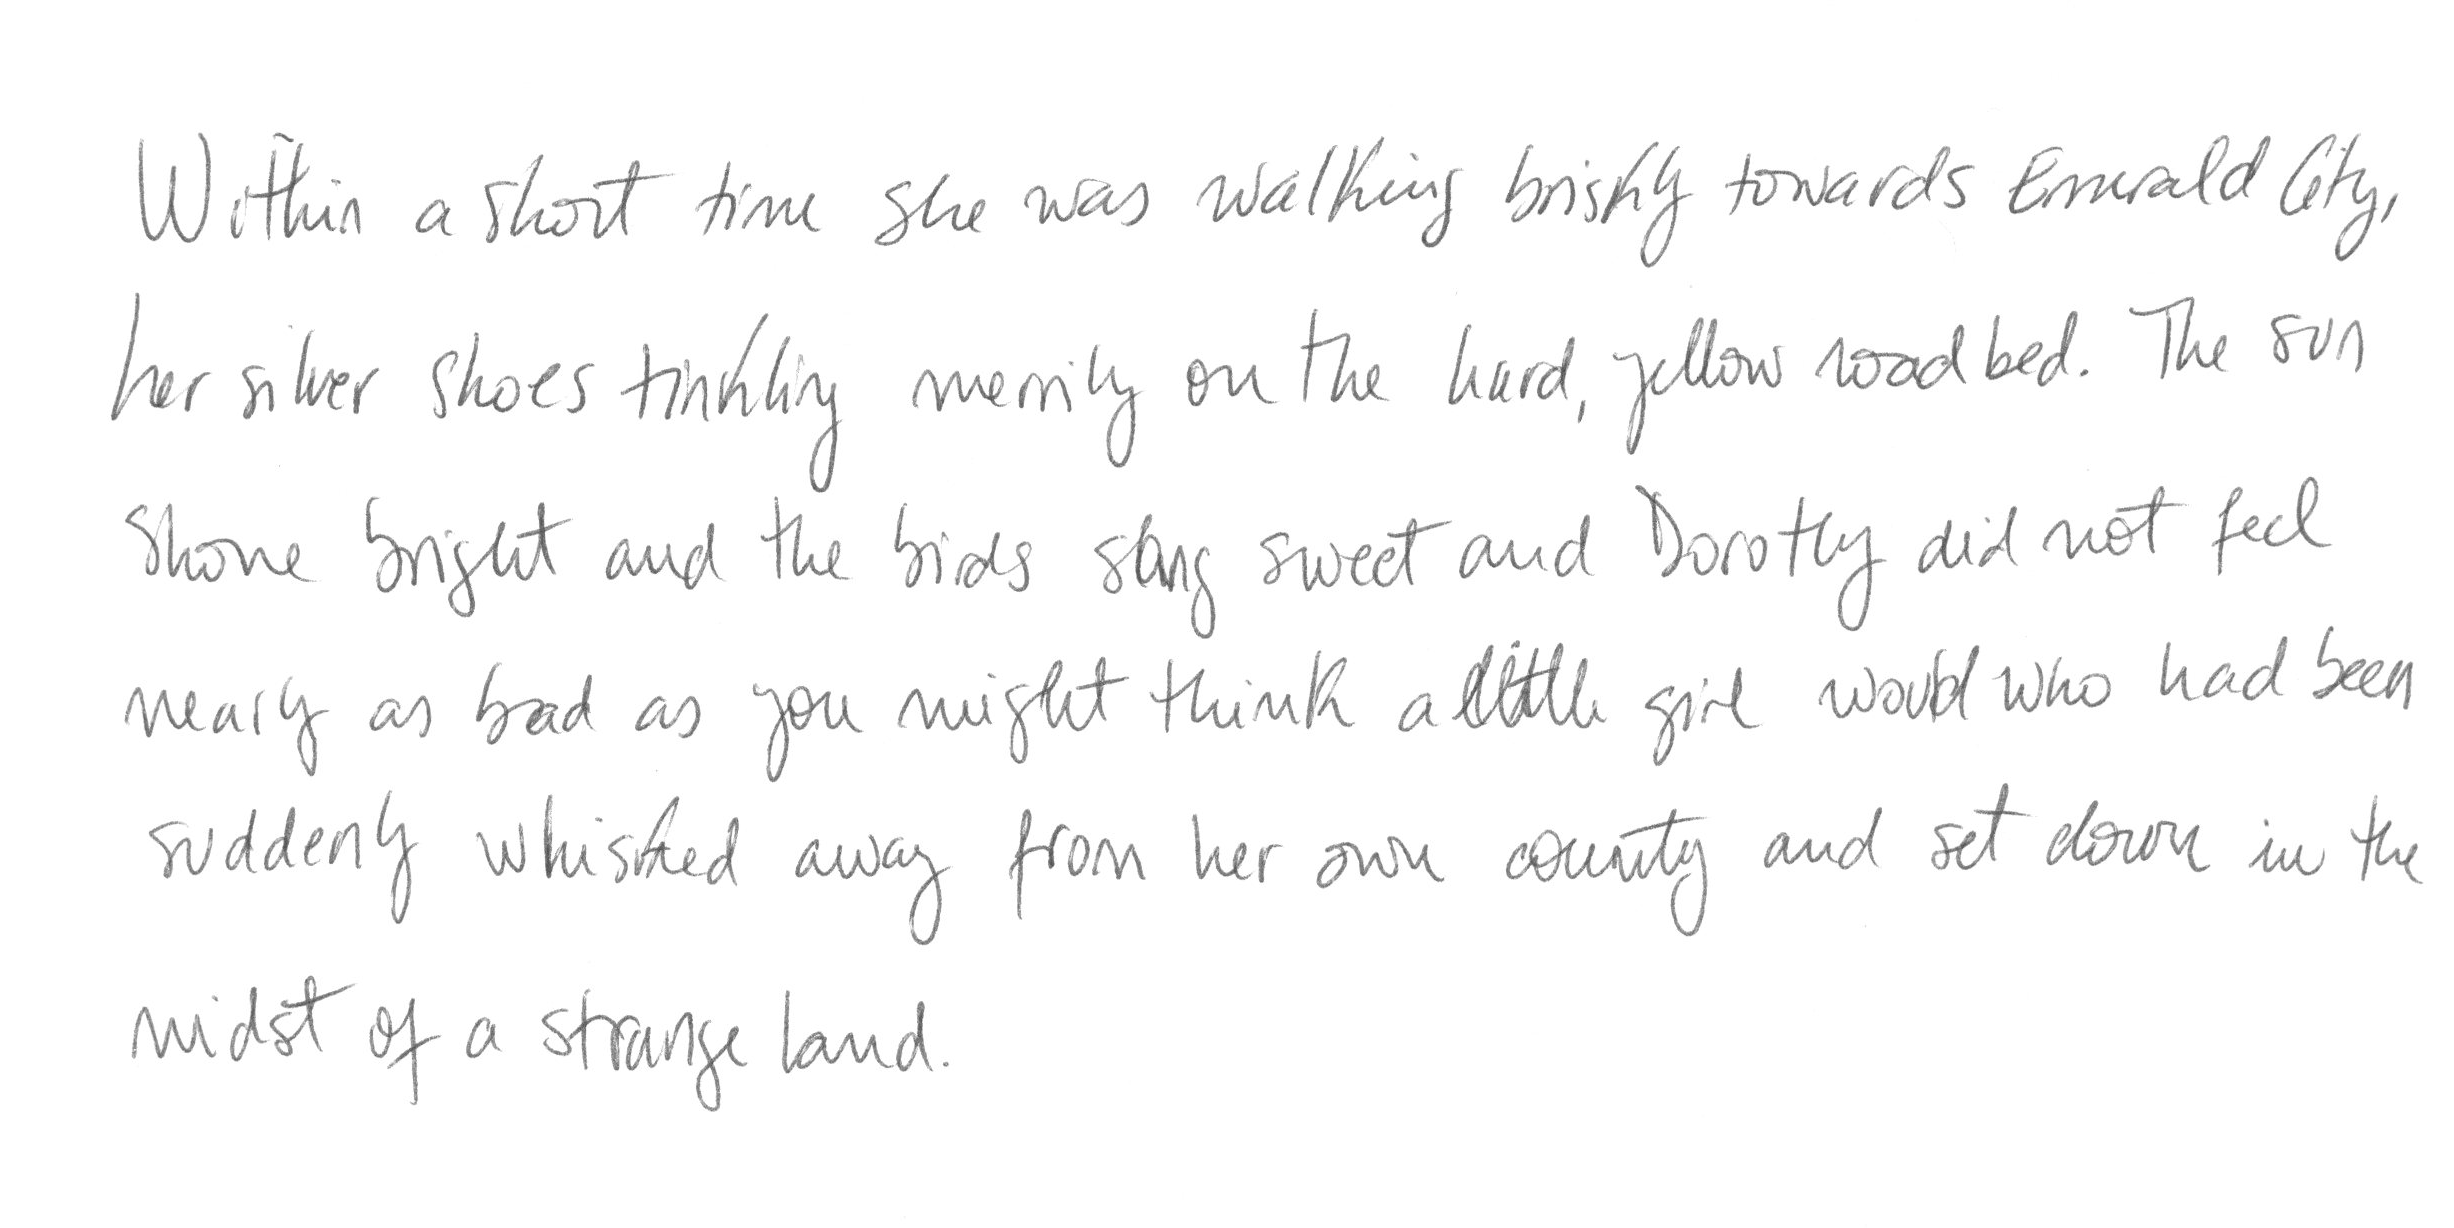 Within a short time she was walking briskly towards Emerald City,
her silver shoes tinkling merrily on the hard, yellow roadbed. The sun
shone bright and the birds sang sweet and Dorothy did not feel
nearly as bad as you might think a little girl would who had been
suddenly whisked away from her own county and set down in the
midst of a strange land.